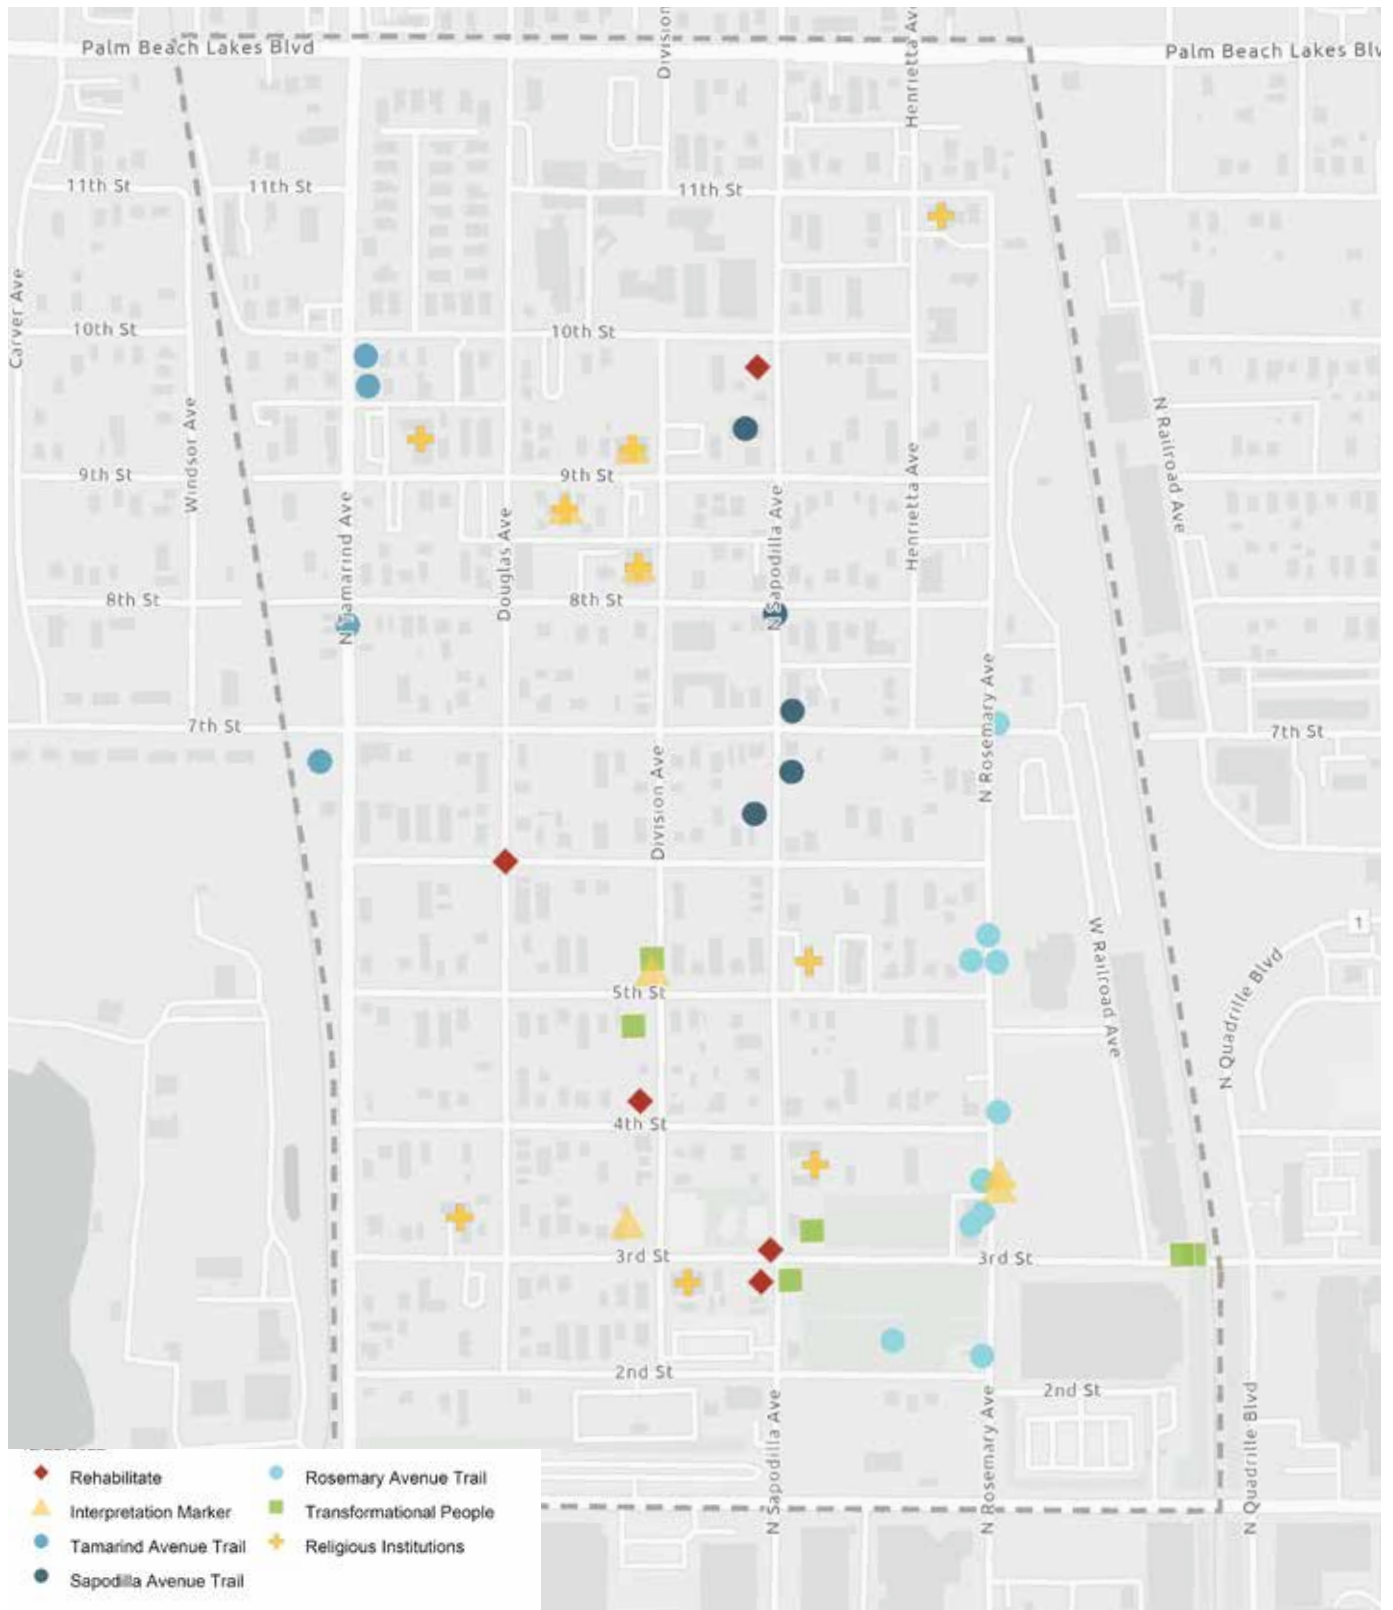 Division
Henrietta Av
Palm Beach Lakes Blvd
Palm Beach Lakes Blv
11th St
11th St
11th St
Carver Ave
10th St
10th St
Windsor Ave
N Railroad Ave
9th St
9th St
Henrietta Ave
N Tamarind Ave
Douglas Ave
N Sapodilla Ave
8th St
8th St
N Rosemary Ave
7th St
7th St
Division Ave
1
W Railroad Ave
N Quadrille Blvd
5th St
4th St
3rd St
3rd St
2nd St
2nd St
N Sapodilla Ave
N Rosemary Ave
N Quadrille Blvd
Rehabilitate
Rosemary Avenue Trail
Interpretation Marker
Transformational People
Tamarind Avenue Trail
Religious Institutions
Sapodilla Avenue Trail